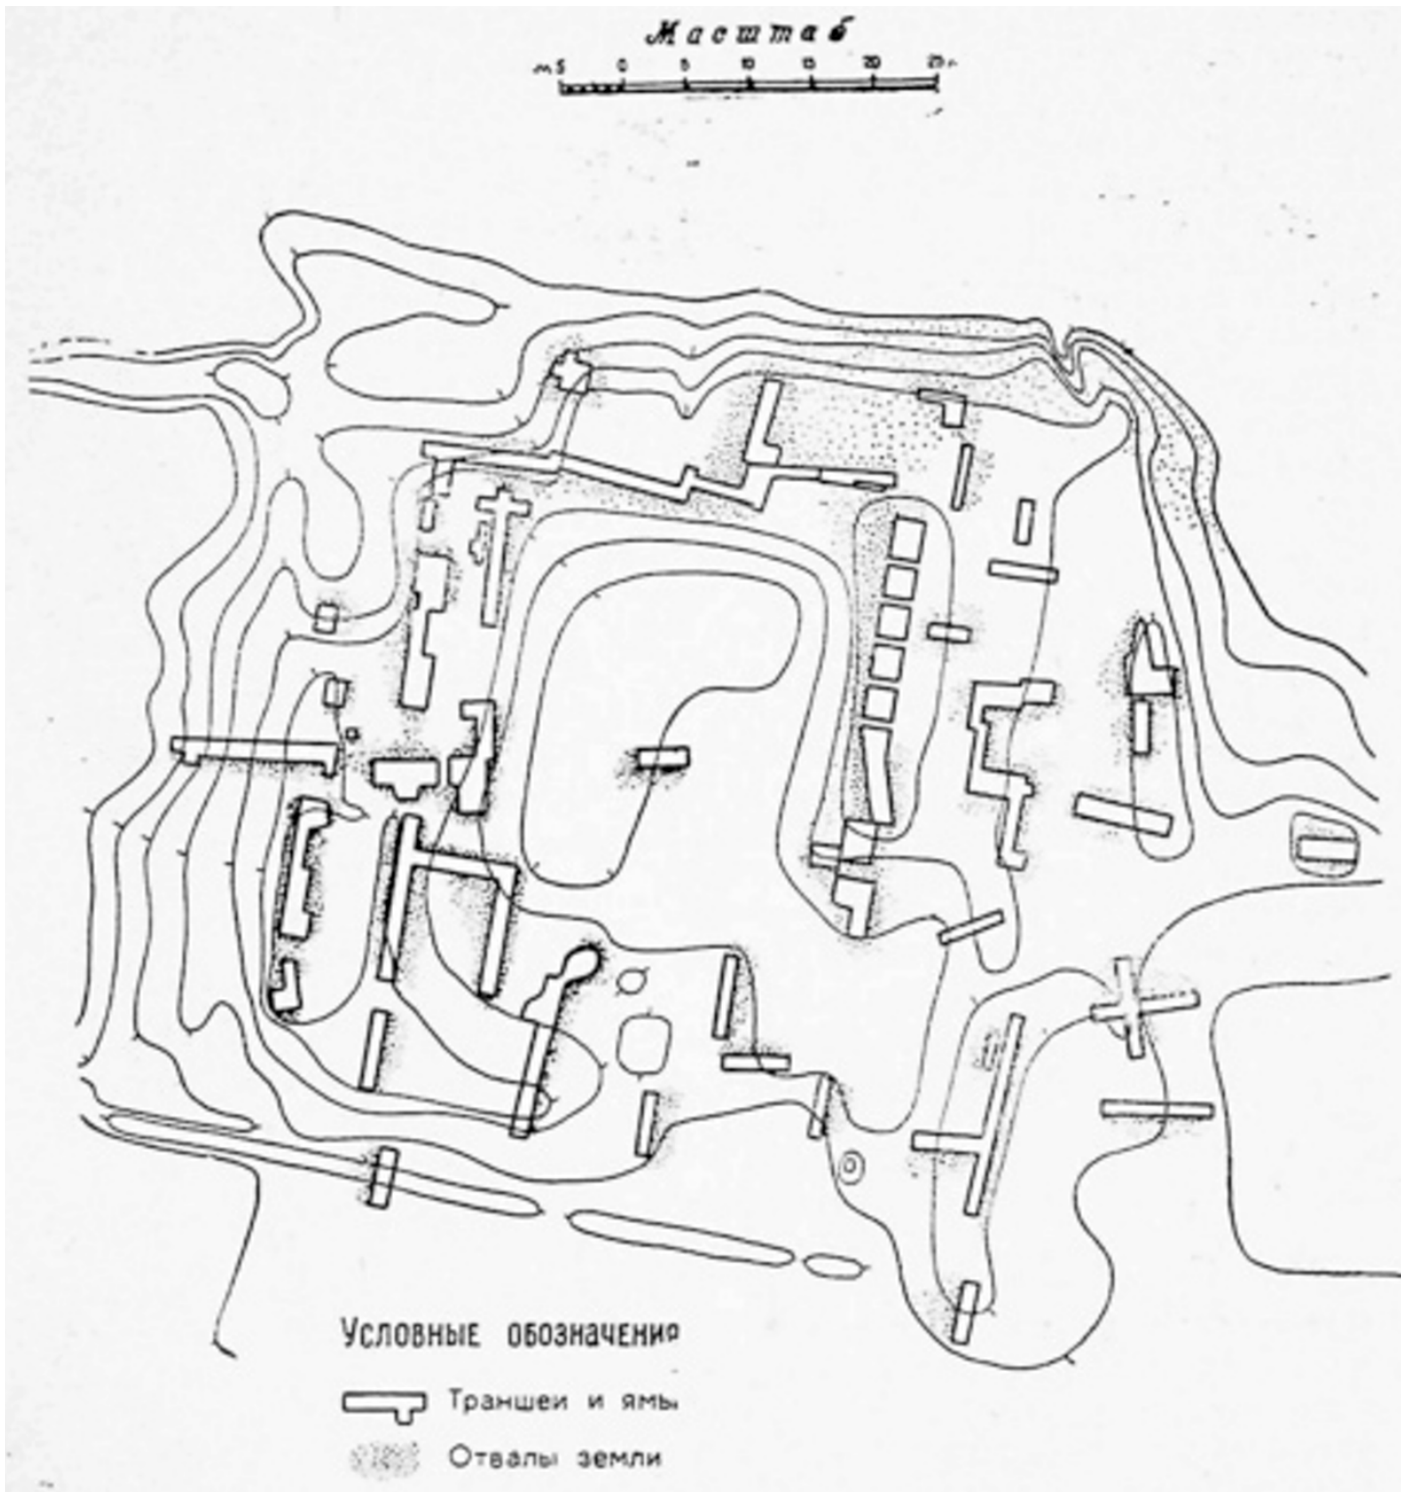 Масштаб
м 5 0 5 10 15 20 25 м
Условные обозначения
Траншеи и ямы
Отвалы земли